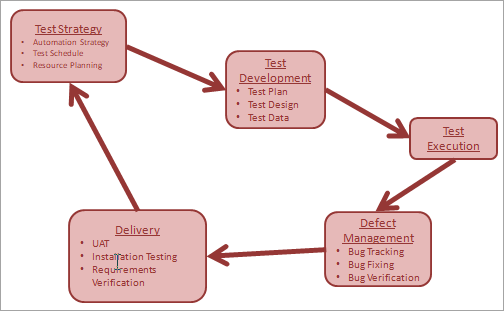 Test Strategy
• Automation Strategy
• Test Schedule
• Resource Planning
Test
Development
• Test Plan
• Test Design
• Test Data
Test
Execution
Defect
Management
• Bug Tracking
• Bug Fixing
• Bug Verification
Delivery
• UAT
• Installation Testing
• Requirements
Verification